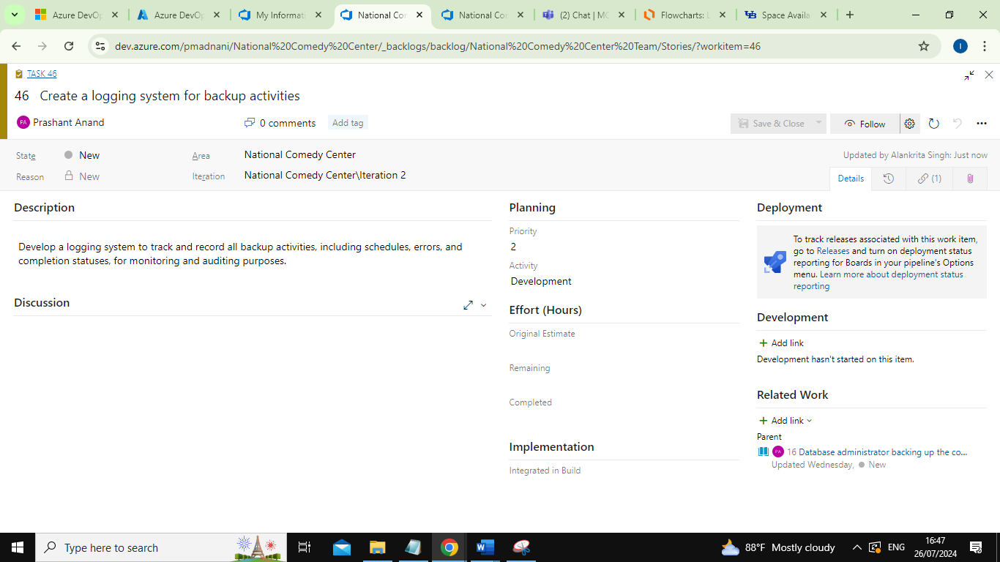 Azure DevOp
Azure DevOp
My Informati
National Cor
National Cor
(2) Chat | MC
Flowcharts: L
Space Availa
dev.azure.com/pmadnani/National%20Comedy%20Center/_backlogs/backlog/National%20Comedy%20Center%20Team/Stories/?workitem=46
I
TASK 46
46 Create a logging system for backup activities
PA Prashant Anand
0 comments
Add tag
Save & Close
Follow
State
New
Area
National Comedy Center
Updated by Alankrita Singh: Just now
Reason
New
Iteration
National Comedy Center\Iteration 2
Details
(1)
Description
Develop a logging system to track and record all backup activities, including schedules, errors, and
completion statuses, for monitoring and auditing purposes.
Discussion
Planning
Priority
2
Activity
Development
Effort (Hours)
Original Estimate
Remaining
Completed
Implementation
Integrated in Build
Deployment
To track releases associated with this work item,
go to Releases and turn on deployment status
reporting for Boards in your pipeline's Options
menu. Learn more about deployment status
reporting
Development
Add link
Development hasn't started on this item.
Related Work
Add link
Parent
PA 16 Database administrator backing up the co...
Updated Wednesday, New
Type here to search
88°F Mostly cloudy
ENG
16:47
26/07/2024